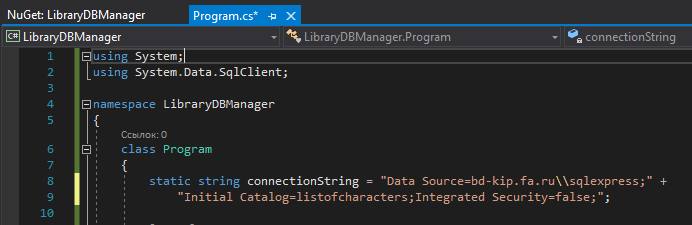 NuGet: LibraryDBManager Program.cs*
LibraryDBManager LibraryDBManager.Program connectionString
1 using System;
2 using System.Data.SqlClient;
3
4 namespace LibraryDBManager
5 {
Ссылок: 0
6 class Program
7 {
8 static string connectionString = "Data Source=bd-kip.fa.ru\\sqlexpress;" +
9 "Initial Catalog=listofcharacters;Integrated Security=false;";
10